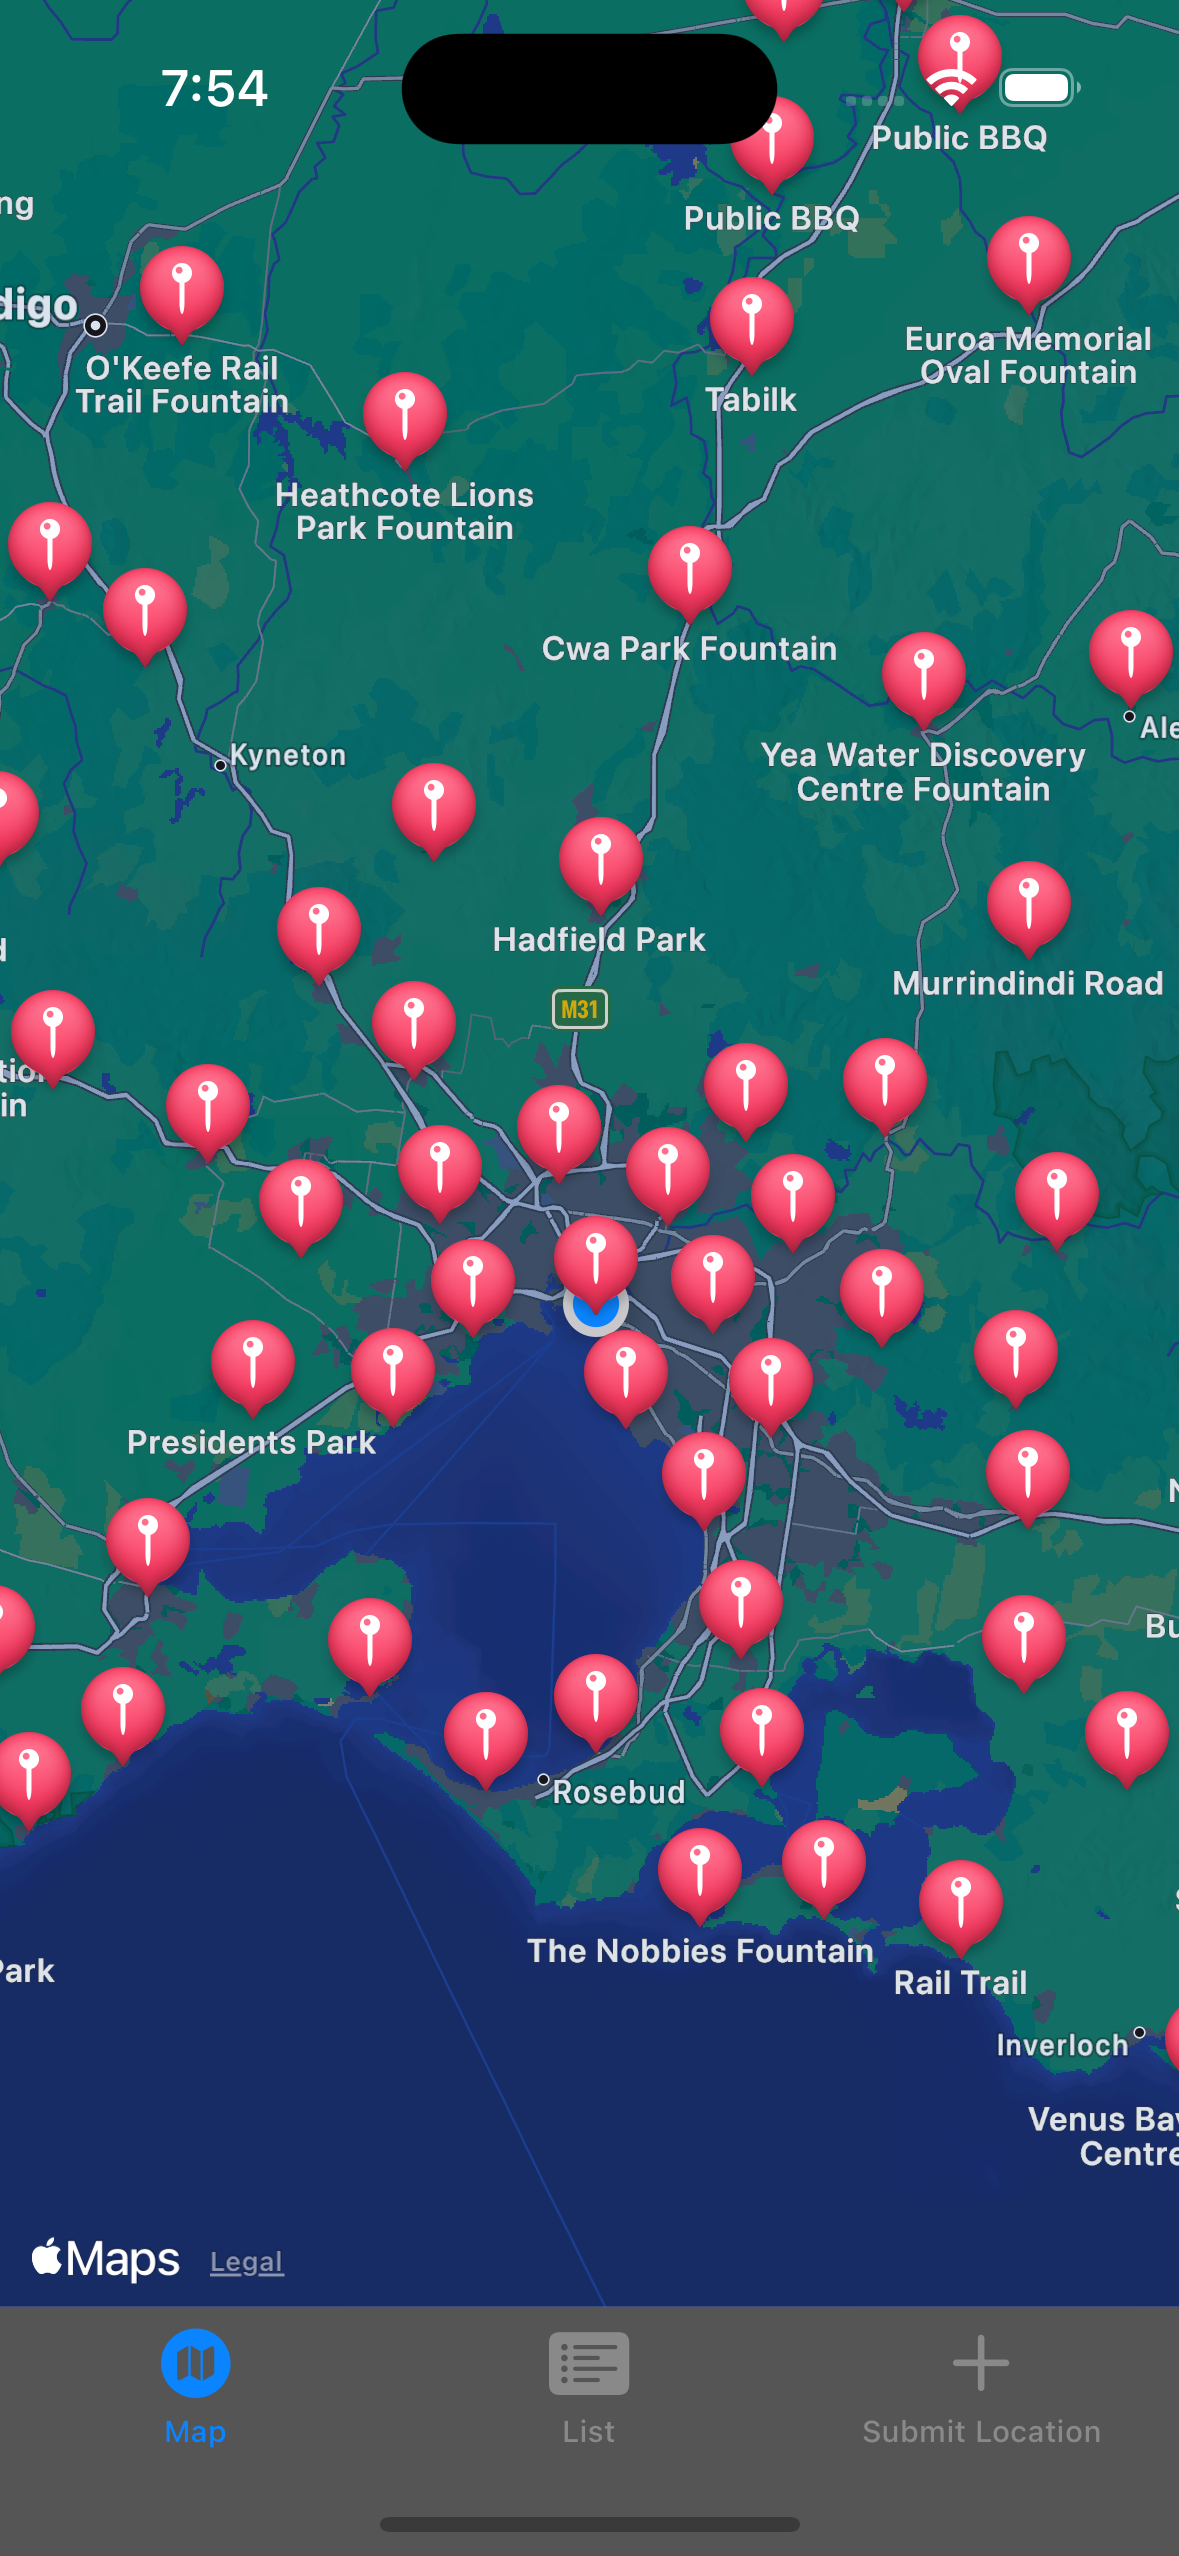 7:54
Public BBQ
Public BBQ
ng
digo
O'Keefe Rail
Trail Fountain
Euroa Memorial
Oval Fountain
Tabilk
Heathcote Lions
Park Fountain
Cwa Park Fountain
Ale
Kyneton
Yea Water Discovery
Centre Fountain
Hadfield Park
d
Murrindindi Road
M31
tion
in
Presidents Park
N
Bu
Rosebud
The Nobbies Fountain
Park
Rail Trail
Inverloch
Venus Bay
Centre
Maps
Legal
Map
List
Submit Location